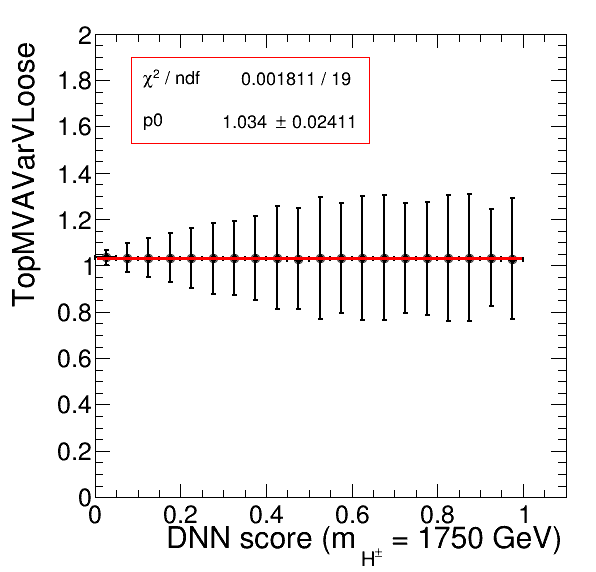 TopMVAVarVLoose
2
1.8
1.6
1.4
1.2
1
0.8
0.6
0.4
0.2
0
χ² / ndf 0.001811 / 19
p0 1.034 ± 0.02411
0 0.2 0.4 0.6 0.8 1
DNN score (m_H± = 1750 GeV)